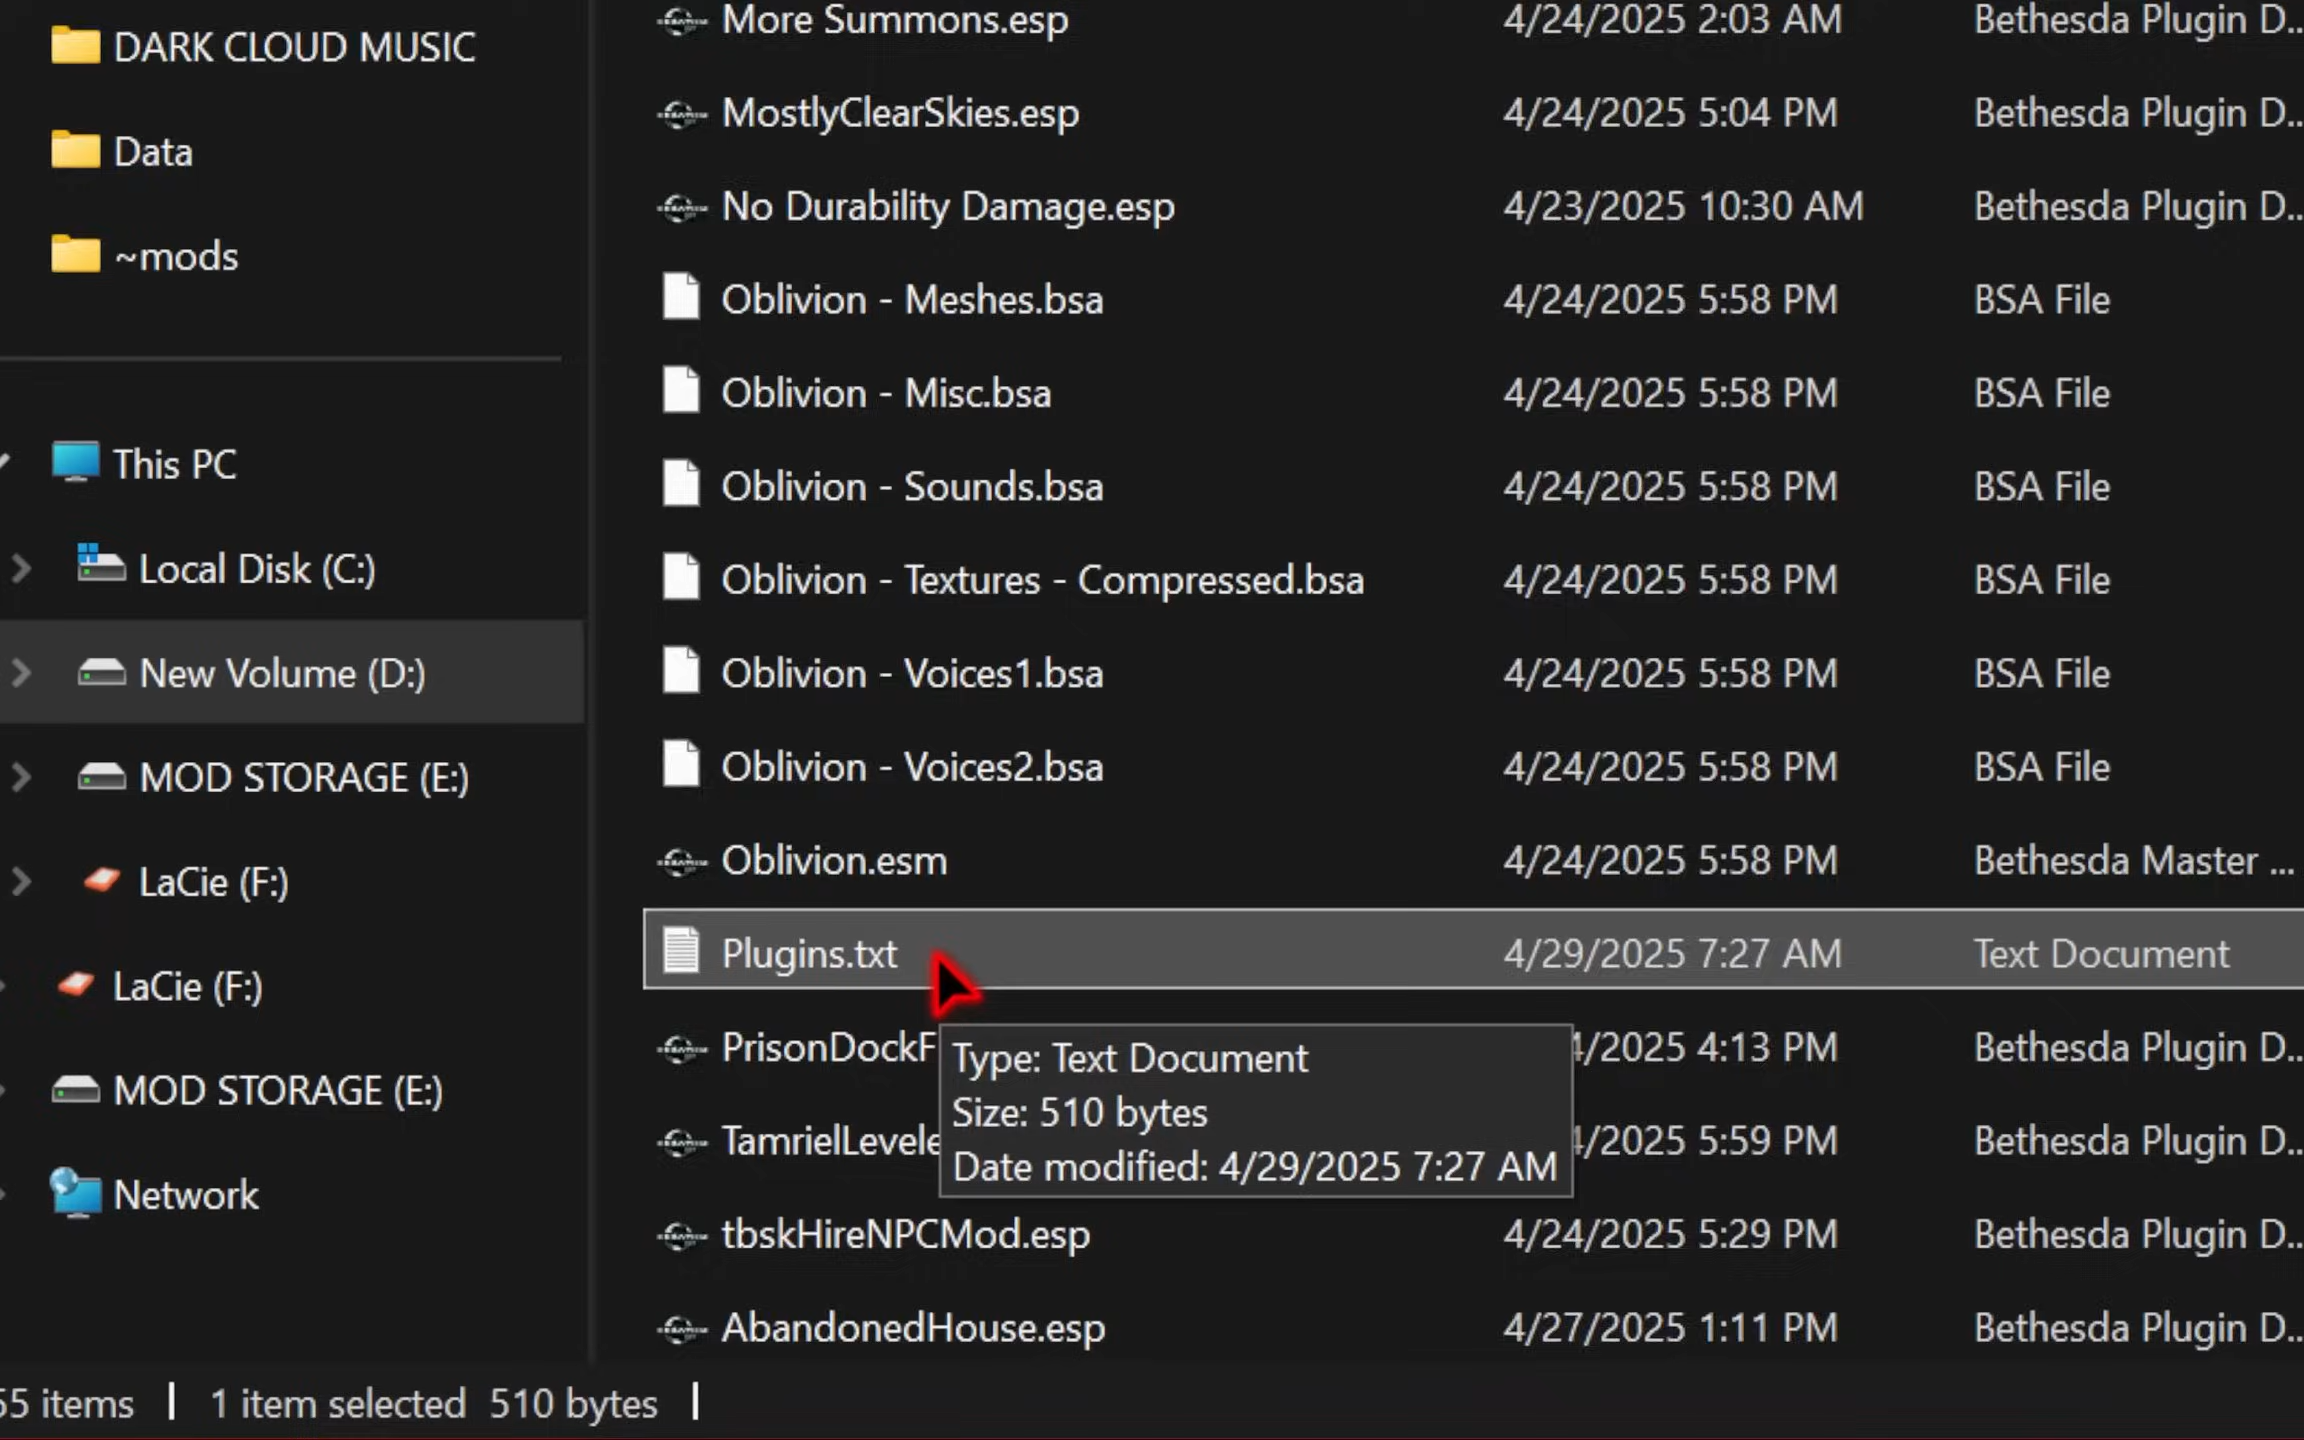 DARK CLOUD MUSIC
Data
~mods
This PC
Local Disk (C:)
New Volume (D:)
MOD STORAGE (E:)
LaCie (F:)
LaCie (F:)
MOD STORAGE (E:)
Network
More Summons.esp 4/24/2025 2:03 AM Bethesda Plugin D...
MostlyClearSkies.esp 4/24/2025 5:04 PM Bethesda Plugin D...
No Durability Damage.esp 4/23/2025 10:30 AM Bethesda Plugin D...
Oblivion - Meshes.bsa 4/24/2025 5:58 PM BSA File
Oblivion - Misc.bsa 4/24/2025 5:58 PM BSA File
Oblivion - Sounds.bsa 4/24/2025 5:58 PM BSA File
Oblivion - Textures - Compressed.bsa 4/24/2025 5:58 PM BSA File
Oblivion - Voices1.bsa 4/24/2025 5:58 PM BSA File
Oblivion - Voices2.bsa 4/24/2025 5:58 PM BSA File
Oblivion.esm 4/24/2025 5:58 PM Bethesda Master ...
Plugins.txt 4/29/2025 7:27 AM Text Document
PrisonDockF 4/2025 4:13 PM Bethesda Plugin D...
TamrielLevele 4/2025 5:59 PM Bethesda Plugin D...
Type: Text Document
Size: 510 bytes
Date modified: 4/29/2025 7:27 AM
tbskHireNPCMod.esp 4/24/2025 5:29 PM Bethesda Plugin D...
AbandonedHouse.esp 4/27/2025 1:11 PM Bethesda Plugin D...
55 items 1 item selected 510 bytes